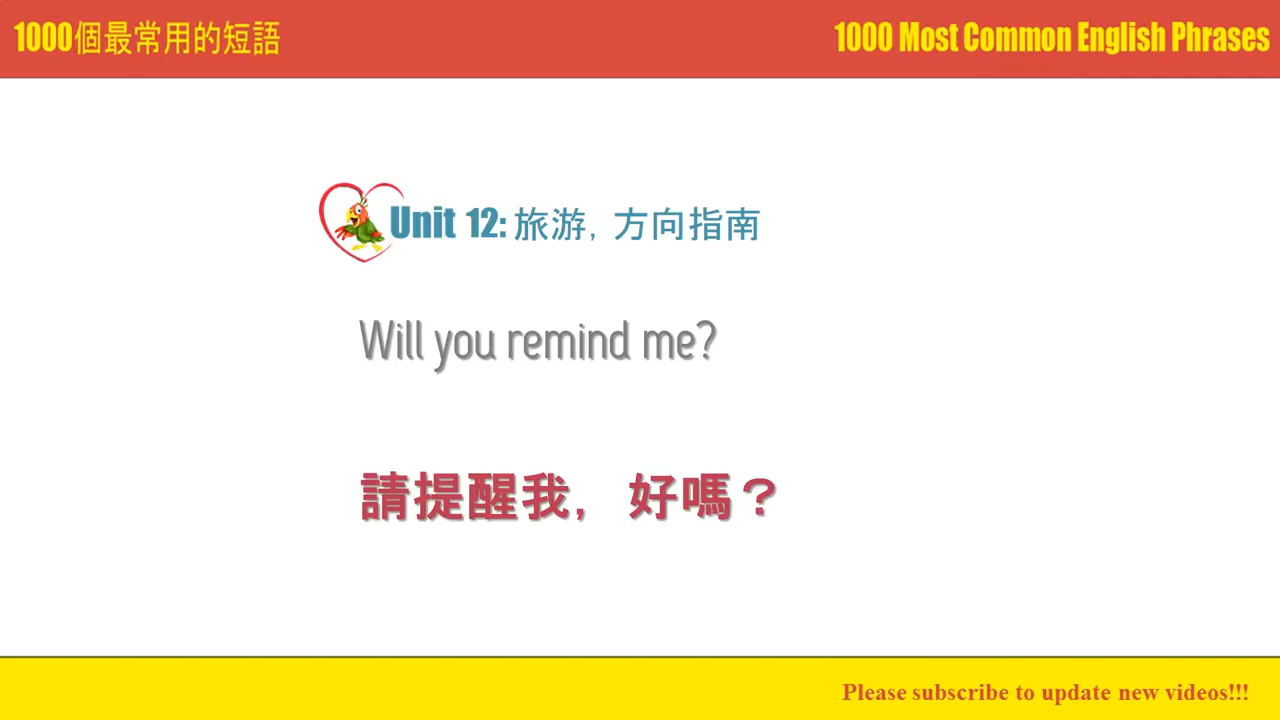 1000個最常用的短語
1000 Most Common English Phrases
Unit 12: 旅游, 方向指南
Will you remind me?
請提醒我, 好嗎？
Please subscribe to update new videos!!!